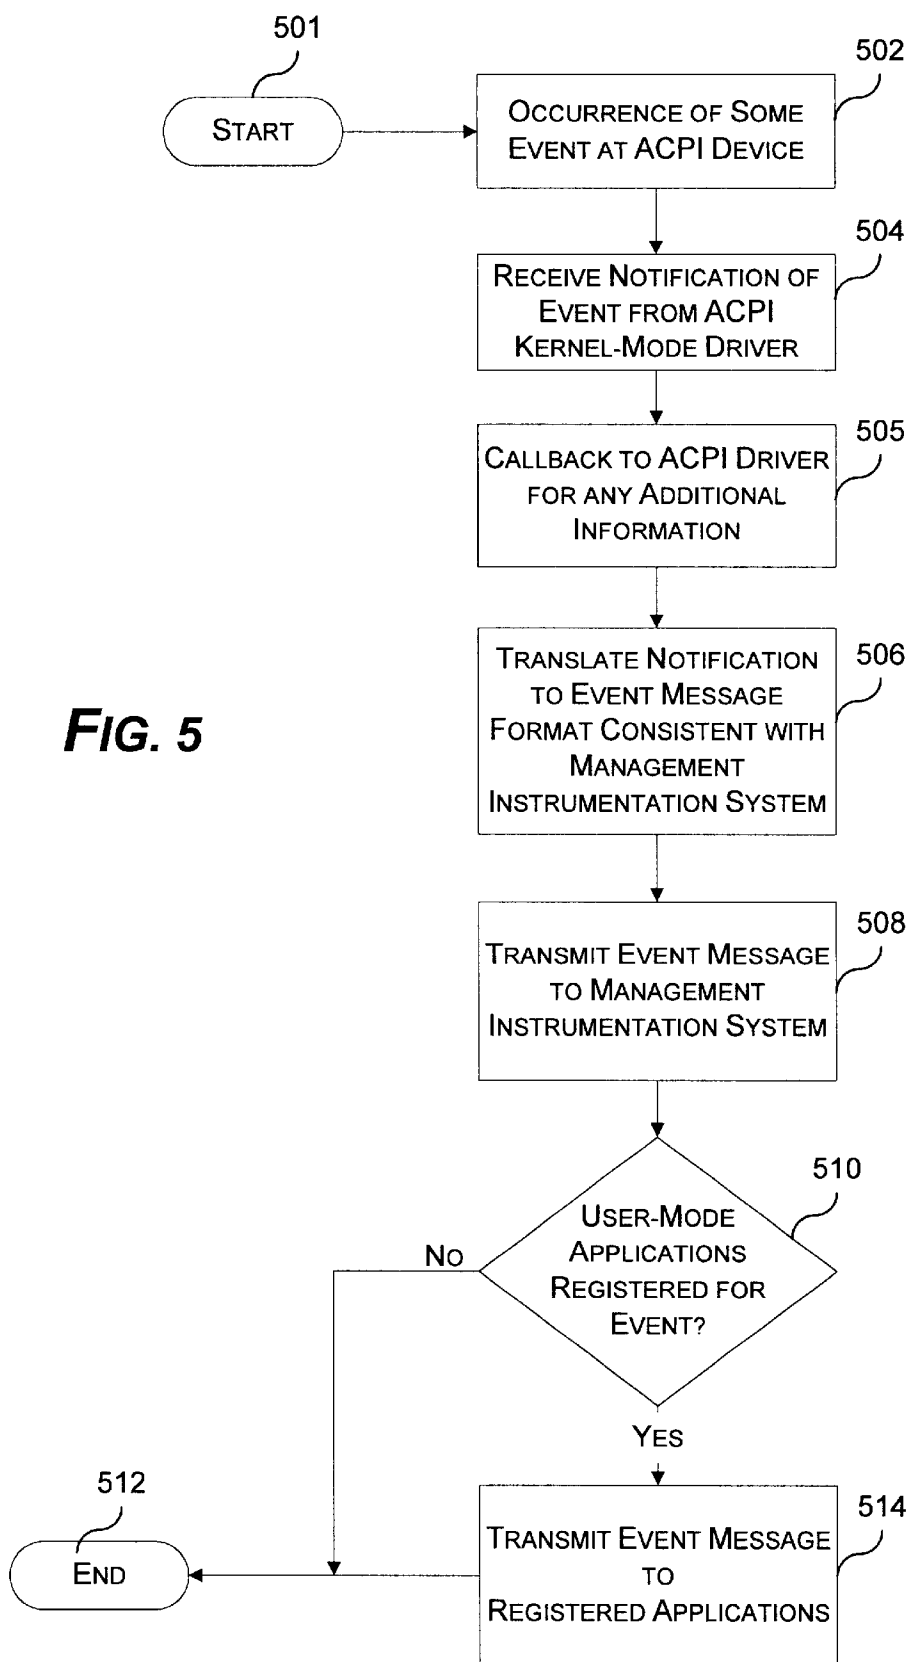 501
START
502
OCCURRENCE OF SOME
EVENT AT ACPI DEVICE
504
RECEIVE NOTIFICATION OF
EVENT FROM ACPI
KERNEL-MODE DRIVER
505
CALLBACK TO ACPI DRIVER
FOR ANY ADDITIONAL
INFORMATION
506
TRANSLATE NOTIFICATION
TO EVENT MESSAGE
FORMAT CONSISTENT WITH
MANAGEMENT
INSTRUMENTATION SYSTEM
FIG. 5
508
TRANSMIT EVENT MESSAGE
TO MANAGEMENT
INSTRUMENTATION SYSTEM
510
USER-MODE
APPLICATIONS
REGISTERED FOR
EVENT?
NO
YES
512
END
514
TRANSMIT EVENT MESSAGE
TO
REGISTERED APPLICATIONS